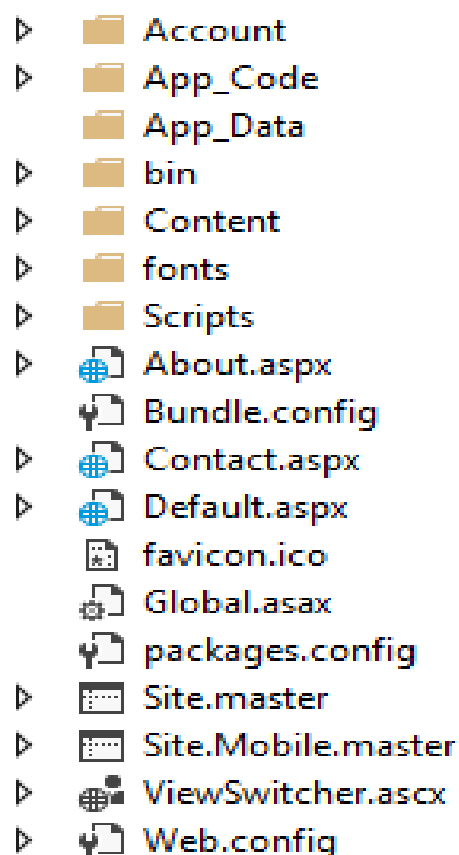 Account
App_Code
App_Data
bin
Content
fonts
Scripts
About.aspx
Bundle.config
Contact.aspx
Default.aspx
favicon.ico
Global.asax
packages.config
Site.master
Site.Mobile.master
ViewSwitcher.ascx
Web.config